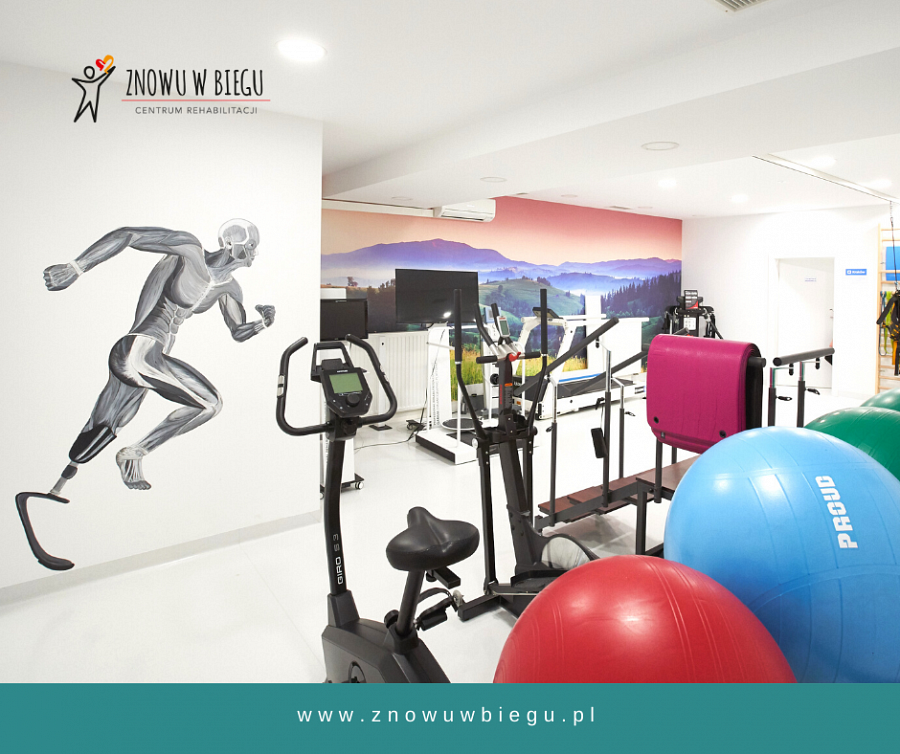 ZNOWU W BIEGU
CENTRUM REHABILITACJI
GIRO S3
PROUD
www.znowuwbiegu.pl